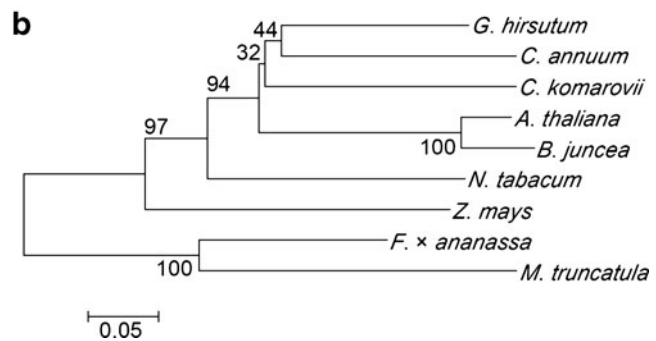 b
44
G. hirsutum
32
C. annuum
94
C. komarovii
97
A. thaliana
100
B. juncea
N. tabacum
Z. mays
F. × ananassa
100
M. truncatula
0.05